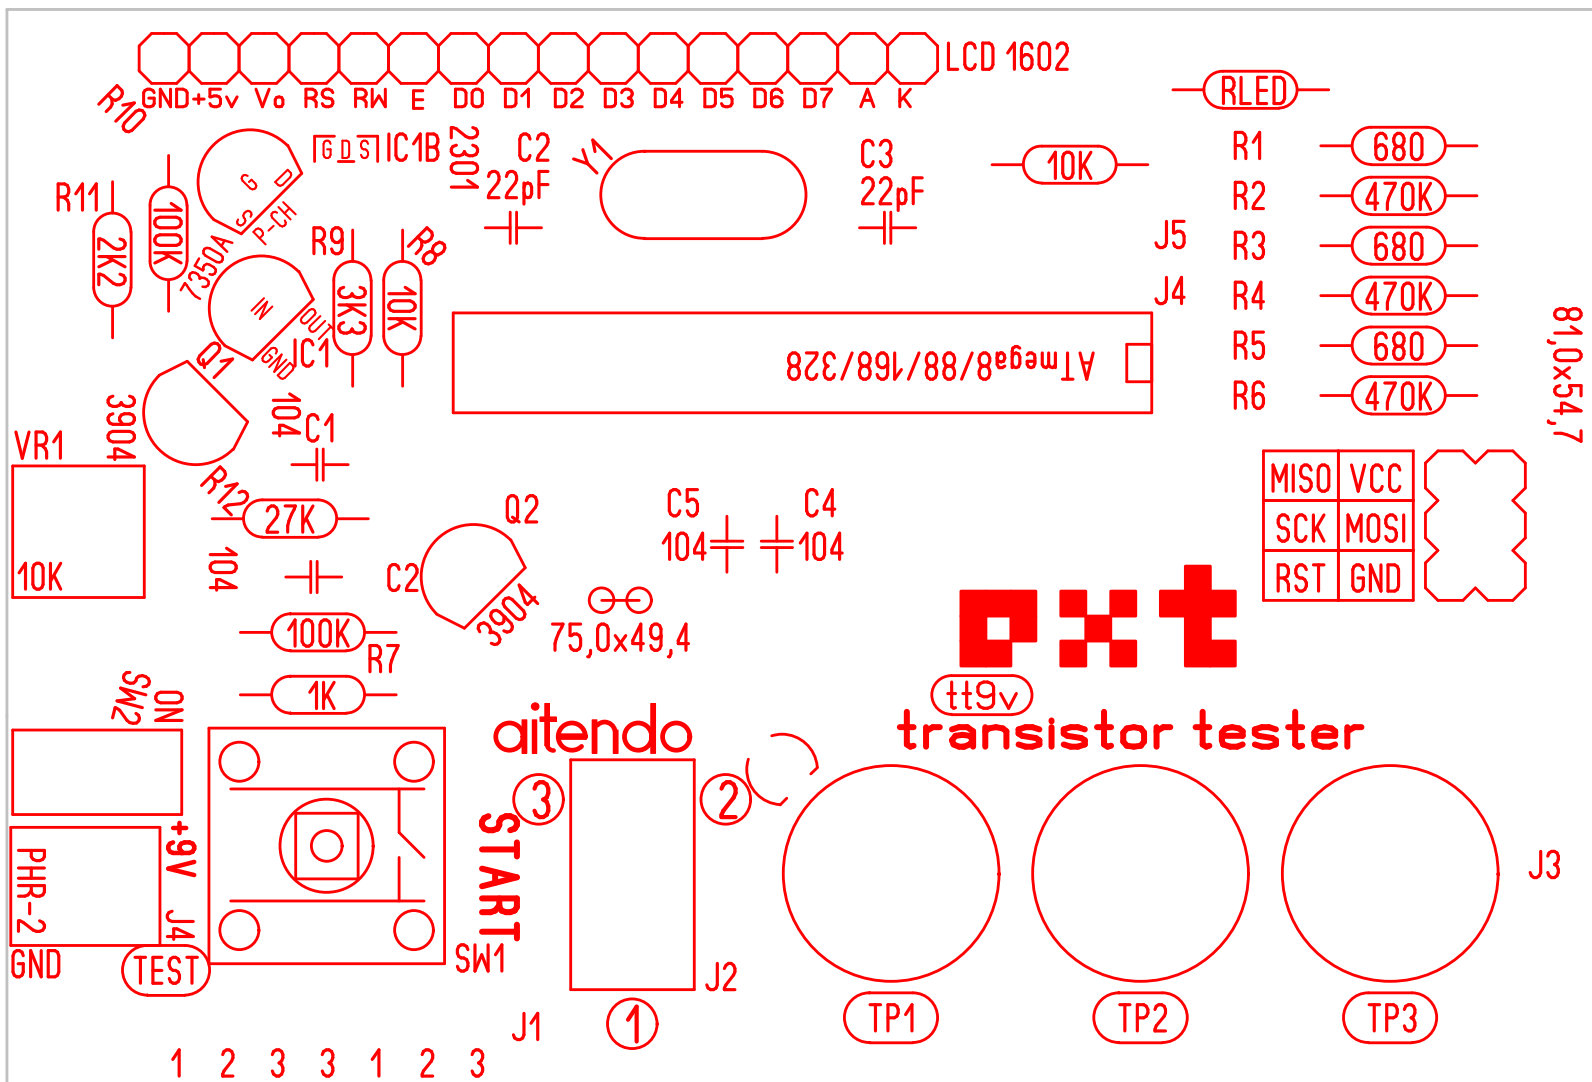 LCD 1602
GND +5v Vo RS RW E D0 D1 D2 D3 D4 D5 D6 D7 A K
R10
RLED
G D S IC1B
2301
C2
22pF
Y1
C3
22pF
10K
R1 680
R2 470K
J5 R3 680
J4 R4 470K
R5 680
R6 470K
81,0x54,7
R11
2K2
100K
G
D
S
P-CH
7350A
IN
OUT
GND
IC1
R9
3K3
R8
10K
ATmega8/88/168/328
Q1
3904
104
C1
VR1
10K
R12
27K
104
C2
Q2
3904
C5
104
C4
104
75,0x49,4
MISO VCC
SCK MOSI
RST GND
100K
R7
1K
pxt
tt9v
transistor tester
aitendo
SW2
ON
+9V
PHR-2
J4
GND
TEST
START
SW1
3
2
1
J2
J1
J3
TP1 TP2 TP3
1 2 3 3 1 2 3